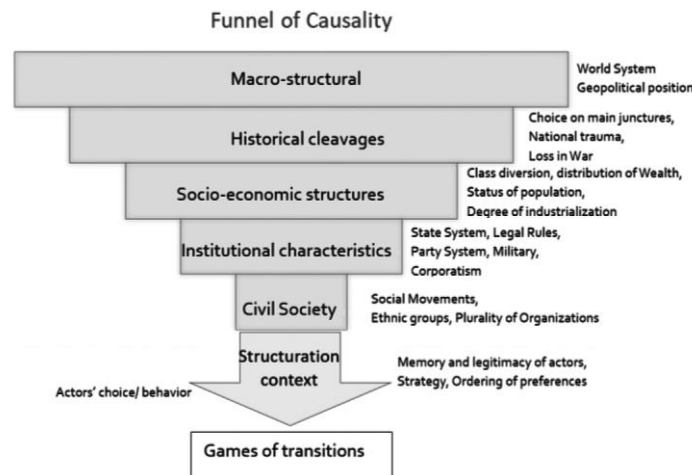 Funnel of Causality
Macro-structural
World System
Geopolitical position
Historical cleavages
Choice on main junctures,
National trauma,
Loss in War
Socio-economic structures
Class diversion, distribution of Wealth,
Status of population,
Degree of industrialization
Institutional characteristics
State System, Legal Rules,
Party System, Military,
Corporatism
Civil Society
Social Movements,
Ethnic groups, Plurality of Organizations
Structuration
context
Memory and legitimacy of actors,
Strategy, Ordering of preferences
Actors' choice/ behavior
Games of transitions